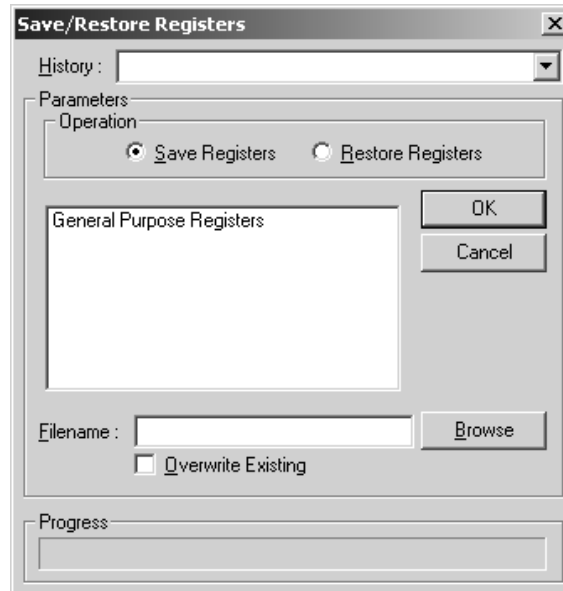 Save/Restore Registers
History :
Parameters
Operation
Save Registers Restore Registers
General Purpose Registers
OK
Cancel
Filename :
Browse
Overwrite Existing
Progress